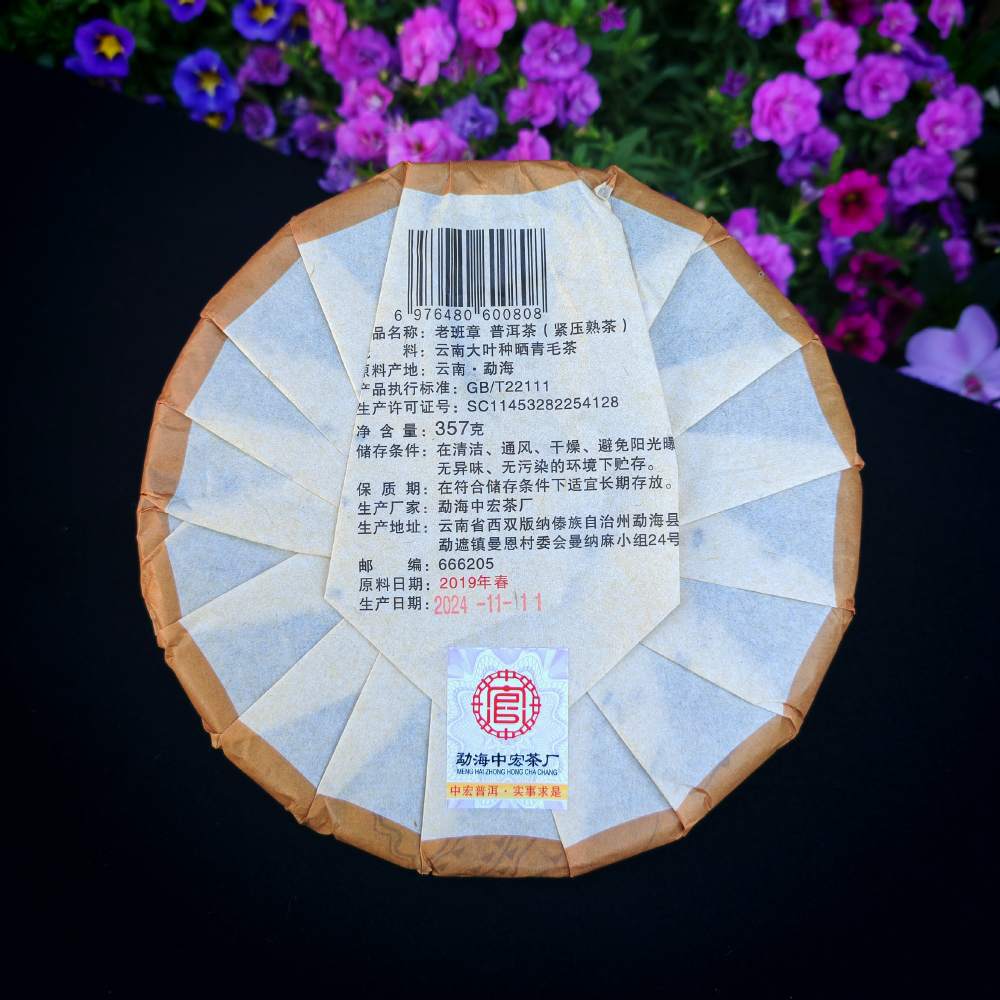 6 976480 600808
品名称：老班章 普洱茶（紧压熟茶）
料：云南大叶种晒青毛茶
原料产地：云南·勐海
产品执行标准：GB/T22111
生产许可证号：SC11453282254128
净 含 量：357克
储存条件：在清洁、通风、干燥、避免阳光曝
无异味、无污染的环境下贮存。
保 质 期：在符合储存条件下适宜长期存放。
生产厂家：勐海中宏茶厂
生产地址：云南省西双版纳傣族自治州勐海县
勐遮镇曼恩村委会曼纳麻小组24号
邮 编：666205
原料日期：2019年春
生产日期：2024 -11-11
勐海中宏茶厂
MENG HAI ZHONG HONG CHA CHANG
中宏普洱·实事求是